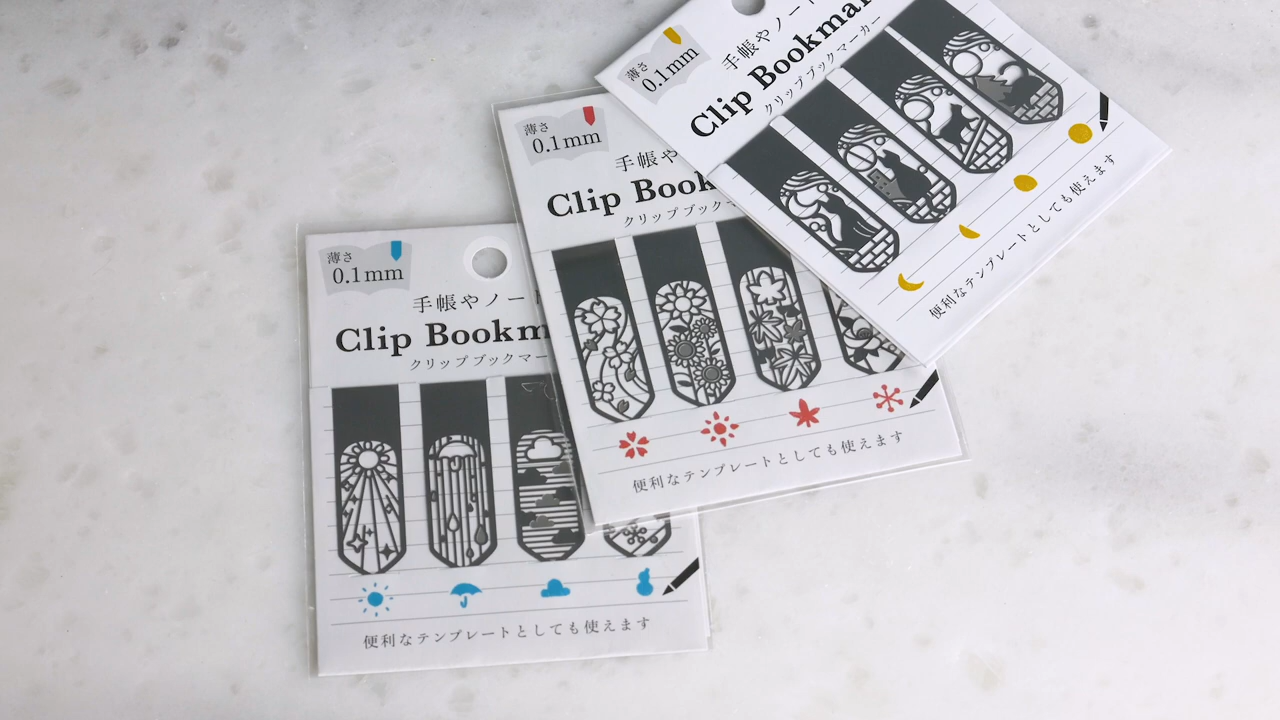 薄さ
0.1mm
手帳やノー
Clip Bookmar
クリップブックマーカー
便利なテンプレートとしても使えます
薄さ
0.1mm
手帳や
Clip Book
クリップブックマ
便利なテンプレートとしても使えます
薄さ
0.1mm
手帳やノー
Clip Bookm
クリップブックマー
便利なテンプレートとしても使えます